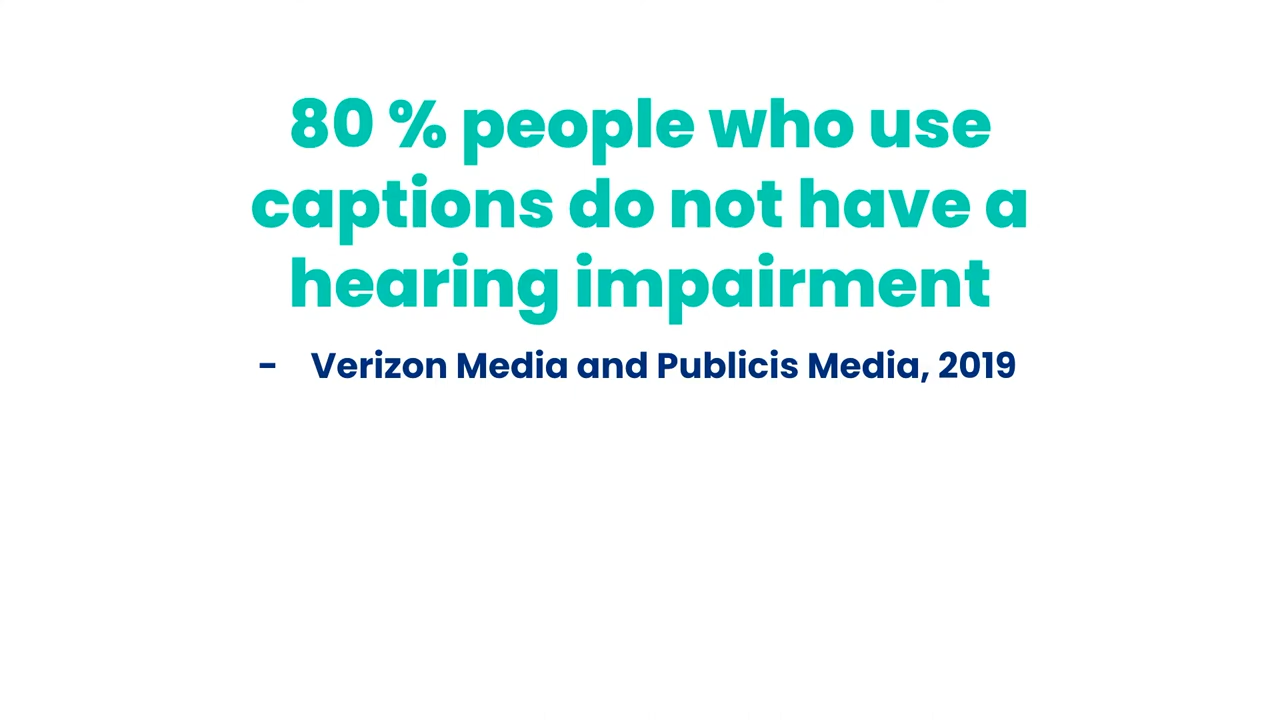 80 % people who use
captions do not have a
hearing impairment
- Verizon Media and Publicis Media, 2019